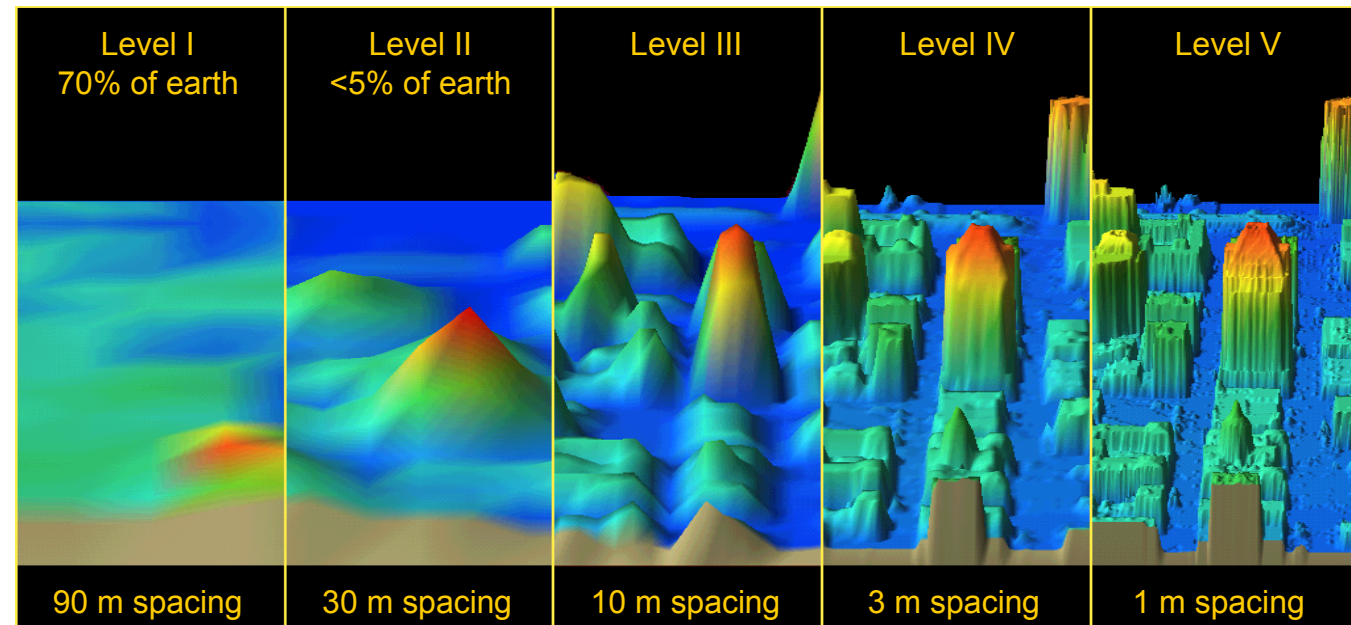 Level I
70% of earth
Level II
<5% of earth
Level III
Level IV
Level V
90 m spacing
30 m spacing
10 m spacing
3 m spacing
1 m spacing